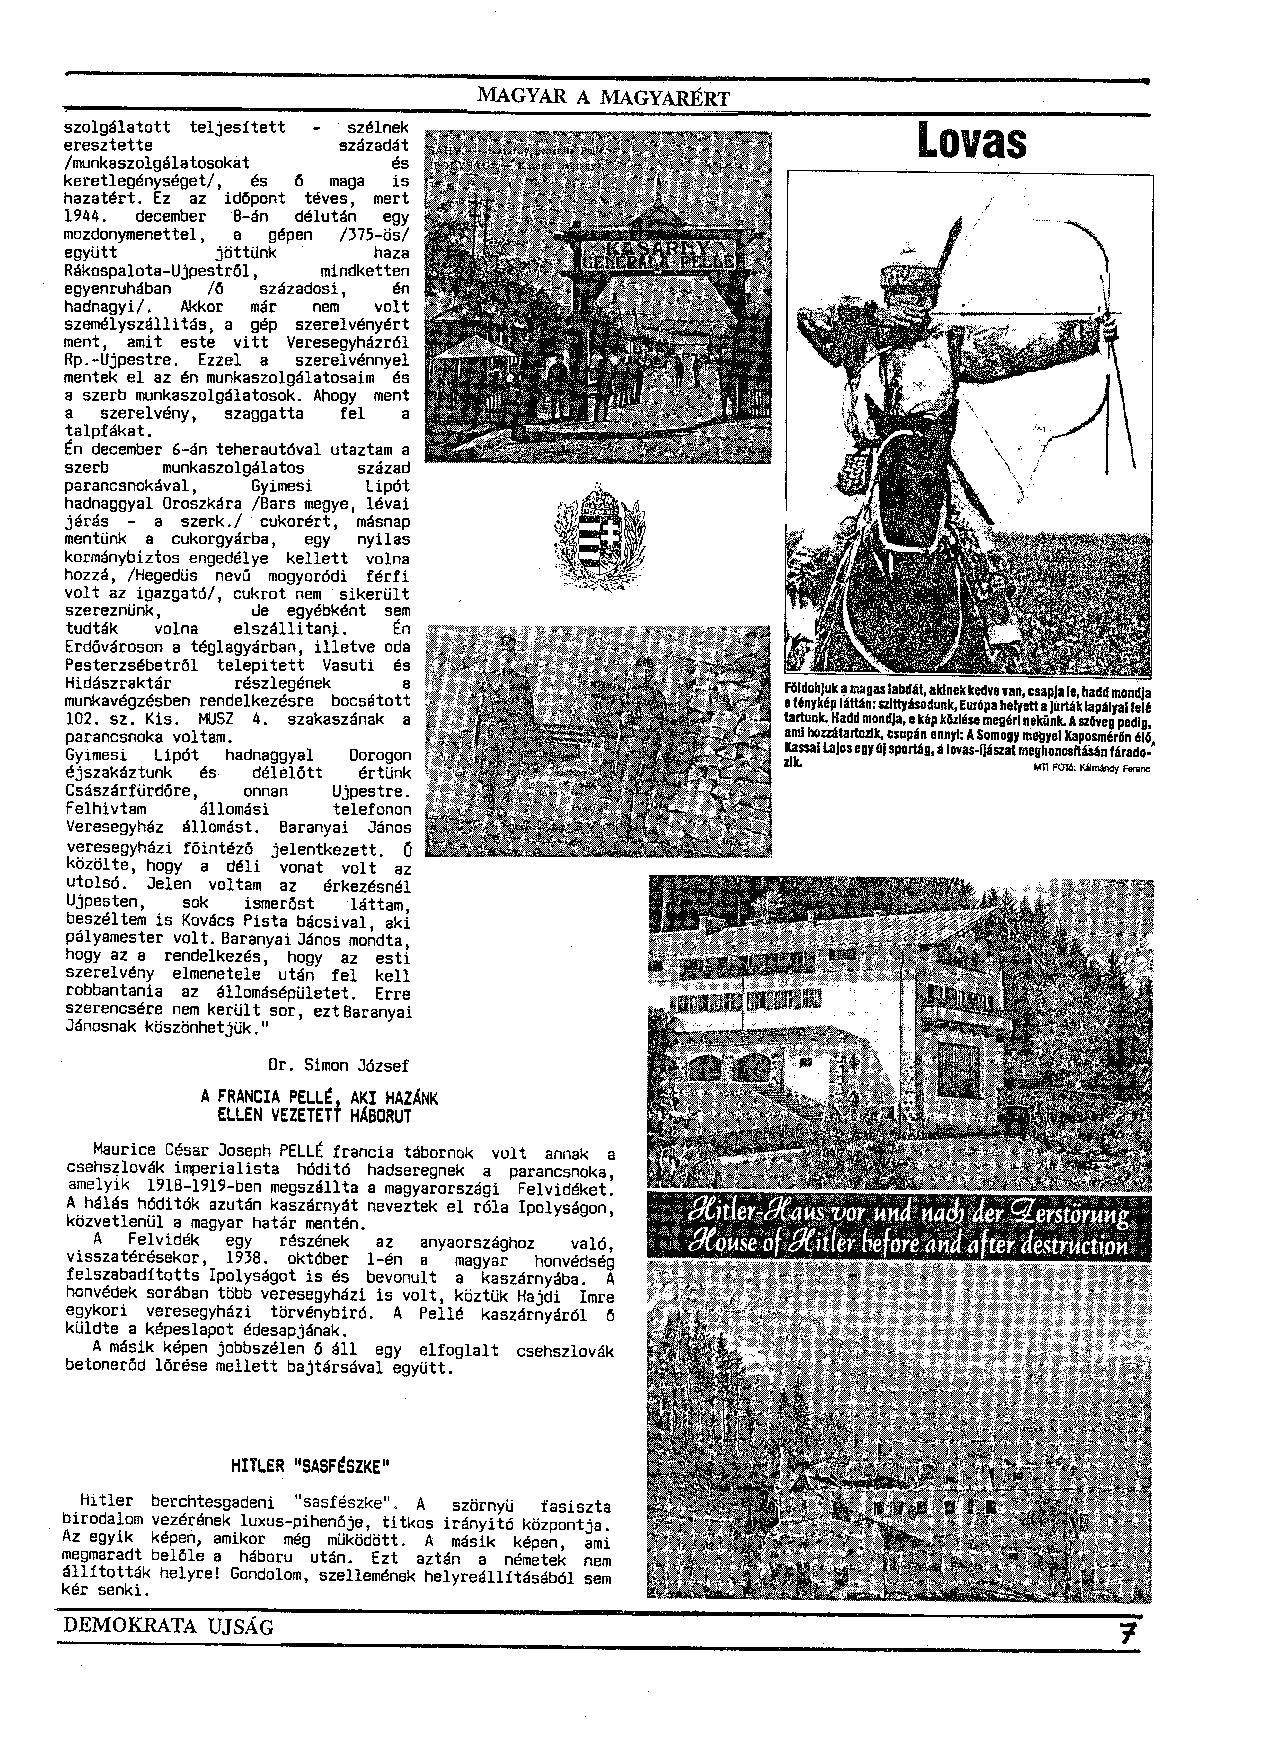 MAGYAR A MAGYARÉRT
szolgálatott teljesített - szélnek
eresztette századát
/munkaszolgálatosokat és
keretlegénységet/, és ő maga is
hazatért. Ez az időpont téves, mert
1944. december 8-án délután egy
mozdonymenettel, a gépen /375-ös/
együtt jöttünk haza
Rákospalota-Ujpestről, mindketten
egyenruhában /ő századosi, én
hadnagyi/. Akkor már nem volt
személyszállitás, a gép szerelvényért
ment, amit este vitt Veresegyházról
Rp.-Ujpestre. Ezzel a szerelvénnyel
mentek el az én munkaszolgálatosaim és
a szerb munkaszolgálatosok. Ahogy ment
a szerelvény, szaggatta fel a
talpfákat.
Én december 6-án teherautóval utaztam a
szerb munkaszolgálatos század
parancsnokával, Gyimesi Lipót
hadnaggyal Oroszkára /Bars megye, lévai
járás - a szerk./ cukorért, másnap
mentünk a cukorgyárba, egy nyilas
kormánybiztos engedélye kellett volna
hozzá, /Hegedüs nevű mogyoródi férfi
volt az igazgató/, cukrot nem sikerült
szereznünk, de egyébként sem
tudták volna elszállitani. Én
Erdővároson a téglagyárban, illetve oda
Pesterzsébetről telepitett Vasuti és
Hidászraktár részlegének a
munkavégzésben rendelkezésre bocsétott
102. sz. Kis. MUSZ 4. szakaszának a
parancsnoka voltam.
Gyimesi Lipót hadnaggyal Dorogon
éjszakáztunk és délelőtt értünk
Császárfürdőre, onnan Ujpestre.
Felhivtam állomási telefonon
Veresegyház állomást. Baranyai János
veresegyházi főintéző jelentkezett. Ő
közölte, hogy a déli vonat volt az
utolsó. Jelen voltam az érkezésnél
Ujpesten, sok ismerőst láttam,
beszéltem is Kovács Pista bácsival, aki
pályamester volt. Baranyai János mondta,
hogy az a rendelkezés, hogy az esti
szerelvény elmenetele után fel kell
robbantania az állomásépületet. Erre
szerencsére nem került sor, ezt Baranyai
Jánosnak köszönhetjük."
Dr. Simon József
A FRANCIA PELLÉ, AKI HAZÁNK
ELLEN VEZETETT HÁBORUT
Maurice César Joseph PELLÉ francia tábornok volt annak a
csehszlovák imperialista hóditó hadseregnek a parancsnoka,
amelyik 1918-1919-ben megszállta a magyarországi Felvidéket.
A hálás hóditók azután kaszárnyát neveztek el róla Ipolyságon,
közvetlenül a magyar határ mentén.
A Felvidék egy részének az anyaországhoz való,
visszatérésekor, 1938. október 1-én a magyar honvédség
felszabadítotts Ipolyságot is és bevonult a kaszárnyába. A
honvédek sorában több veresegyházi is volt, köztük Hajdi Imre
egykori veresegyházi törvénybiró. A Pellé kaszárnyáról ő
küldte a képeslapot édesapjának.
A másik képen jobbszélen ő áll egy elfoglalt csehszlovák
betonerőd lőrése mellett bajtársával együtt.
HITLER "SASFÉSZKE"
Hitler berchtesgadeni "sasfészke". A szörnyü fasiszta
birodalom vezérének luxus-pihenője, titkos irányitó központja.
Az egyik képen, amikor még müködött. A másik képen, ami
megmaradt belőle a háboru után. Ezt aztán a németek nem
állították helyre! Gondolom, szellemének helyreállításából sem
kér senki.
KASÁRNY
GENERÁLA PELLÉ
Lovas
Földobjuk a magas labdát, akinek kedve van, csapja le, hadd mondja
a fénykép láttán: szittyásodunk, Európa helyett a jurták lapályai felé
tartunk. Hadd mondja, a kép közlése megéri nekünk. A szöveg pedig,
ami hozzátartozik, csupán ennyi: A Somogy megyei Kaposmérőn élő,
Kassai Lajos egy új sportág, a lovas-íjászat meghonosításán fárado-
zik.
MTI FOTÓ: Kálmándy Ferenc
Hitler-Haus vor und nach der Zerstörung
House of Hitler before and after destruction
DEMOKRATA UJSÁG
7